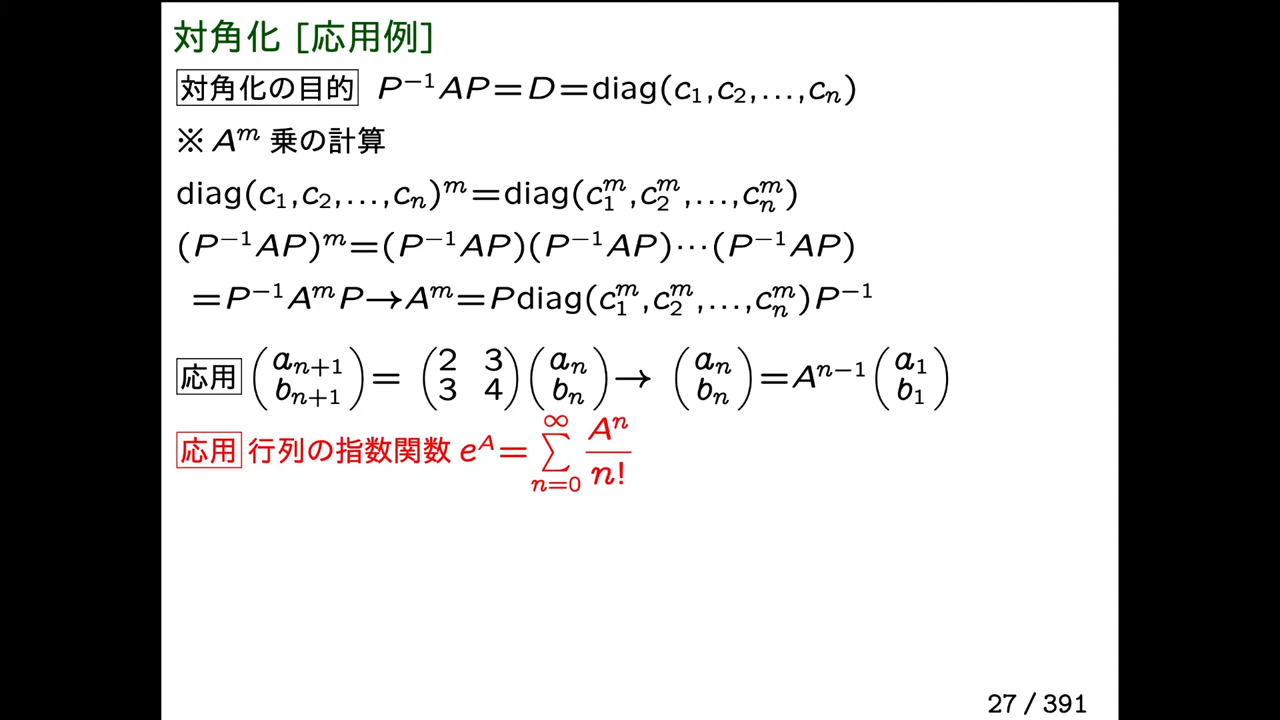 対角化 [応用例]
対角化の目的 P⁻¹AP=D=diag(c₁,c₂,…,cₙ)
※ Aᵐ 乗の計算
diag(c₁,c₂,…,cₙ)ᵐ=diag(c₁ᵐ,c₂ᵐ,…,cₙᵐ)
(P⁻¹AP)ᵐ=(P⁻¹AP)(P⁻¹AP)⋯(P⁻¹AP)
=P⁻¹AᵐP→Aᵐ=Pdiag(c₁ᵐ,c₂ᵐ,…,cₙᵐ)P⁻¹
応用 (aₙ₊₁ bₙ₊₁)= (2 3 3 4)(aₙ bₙ)→ (aₙ bₙ)=Aⁿ⁻¹(a₁ b₁)
応用 行列の指数関数 eᴬ=∑_{n=0}^{∞} Aⁿ/n!
27 / 391